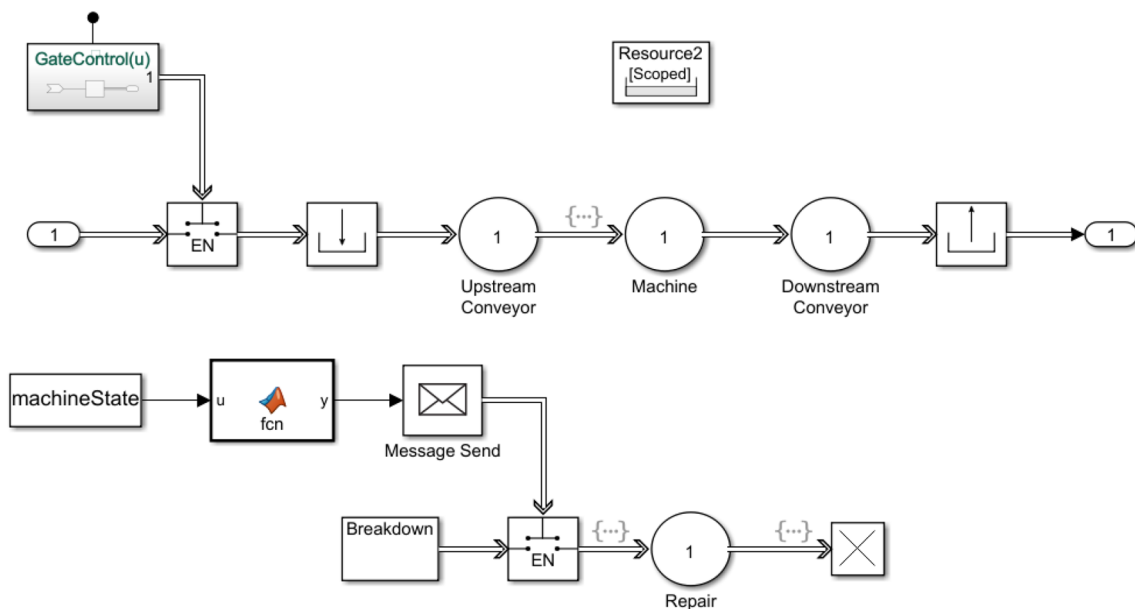 GateControl(u)
1
Resource2
[Scoped]
1
EN
1
{···}
1
1
1
Upstream
Conveyor
Machine
Downstream
Conveyor
machineState
u
y
fcn
Message Send
Breakdown
EN
{···}
1
{···}
Repair